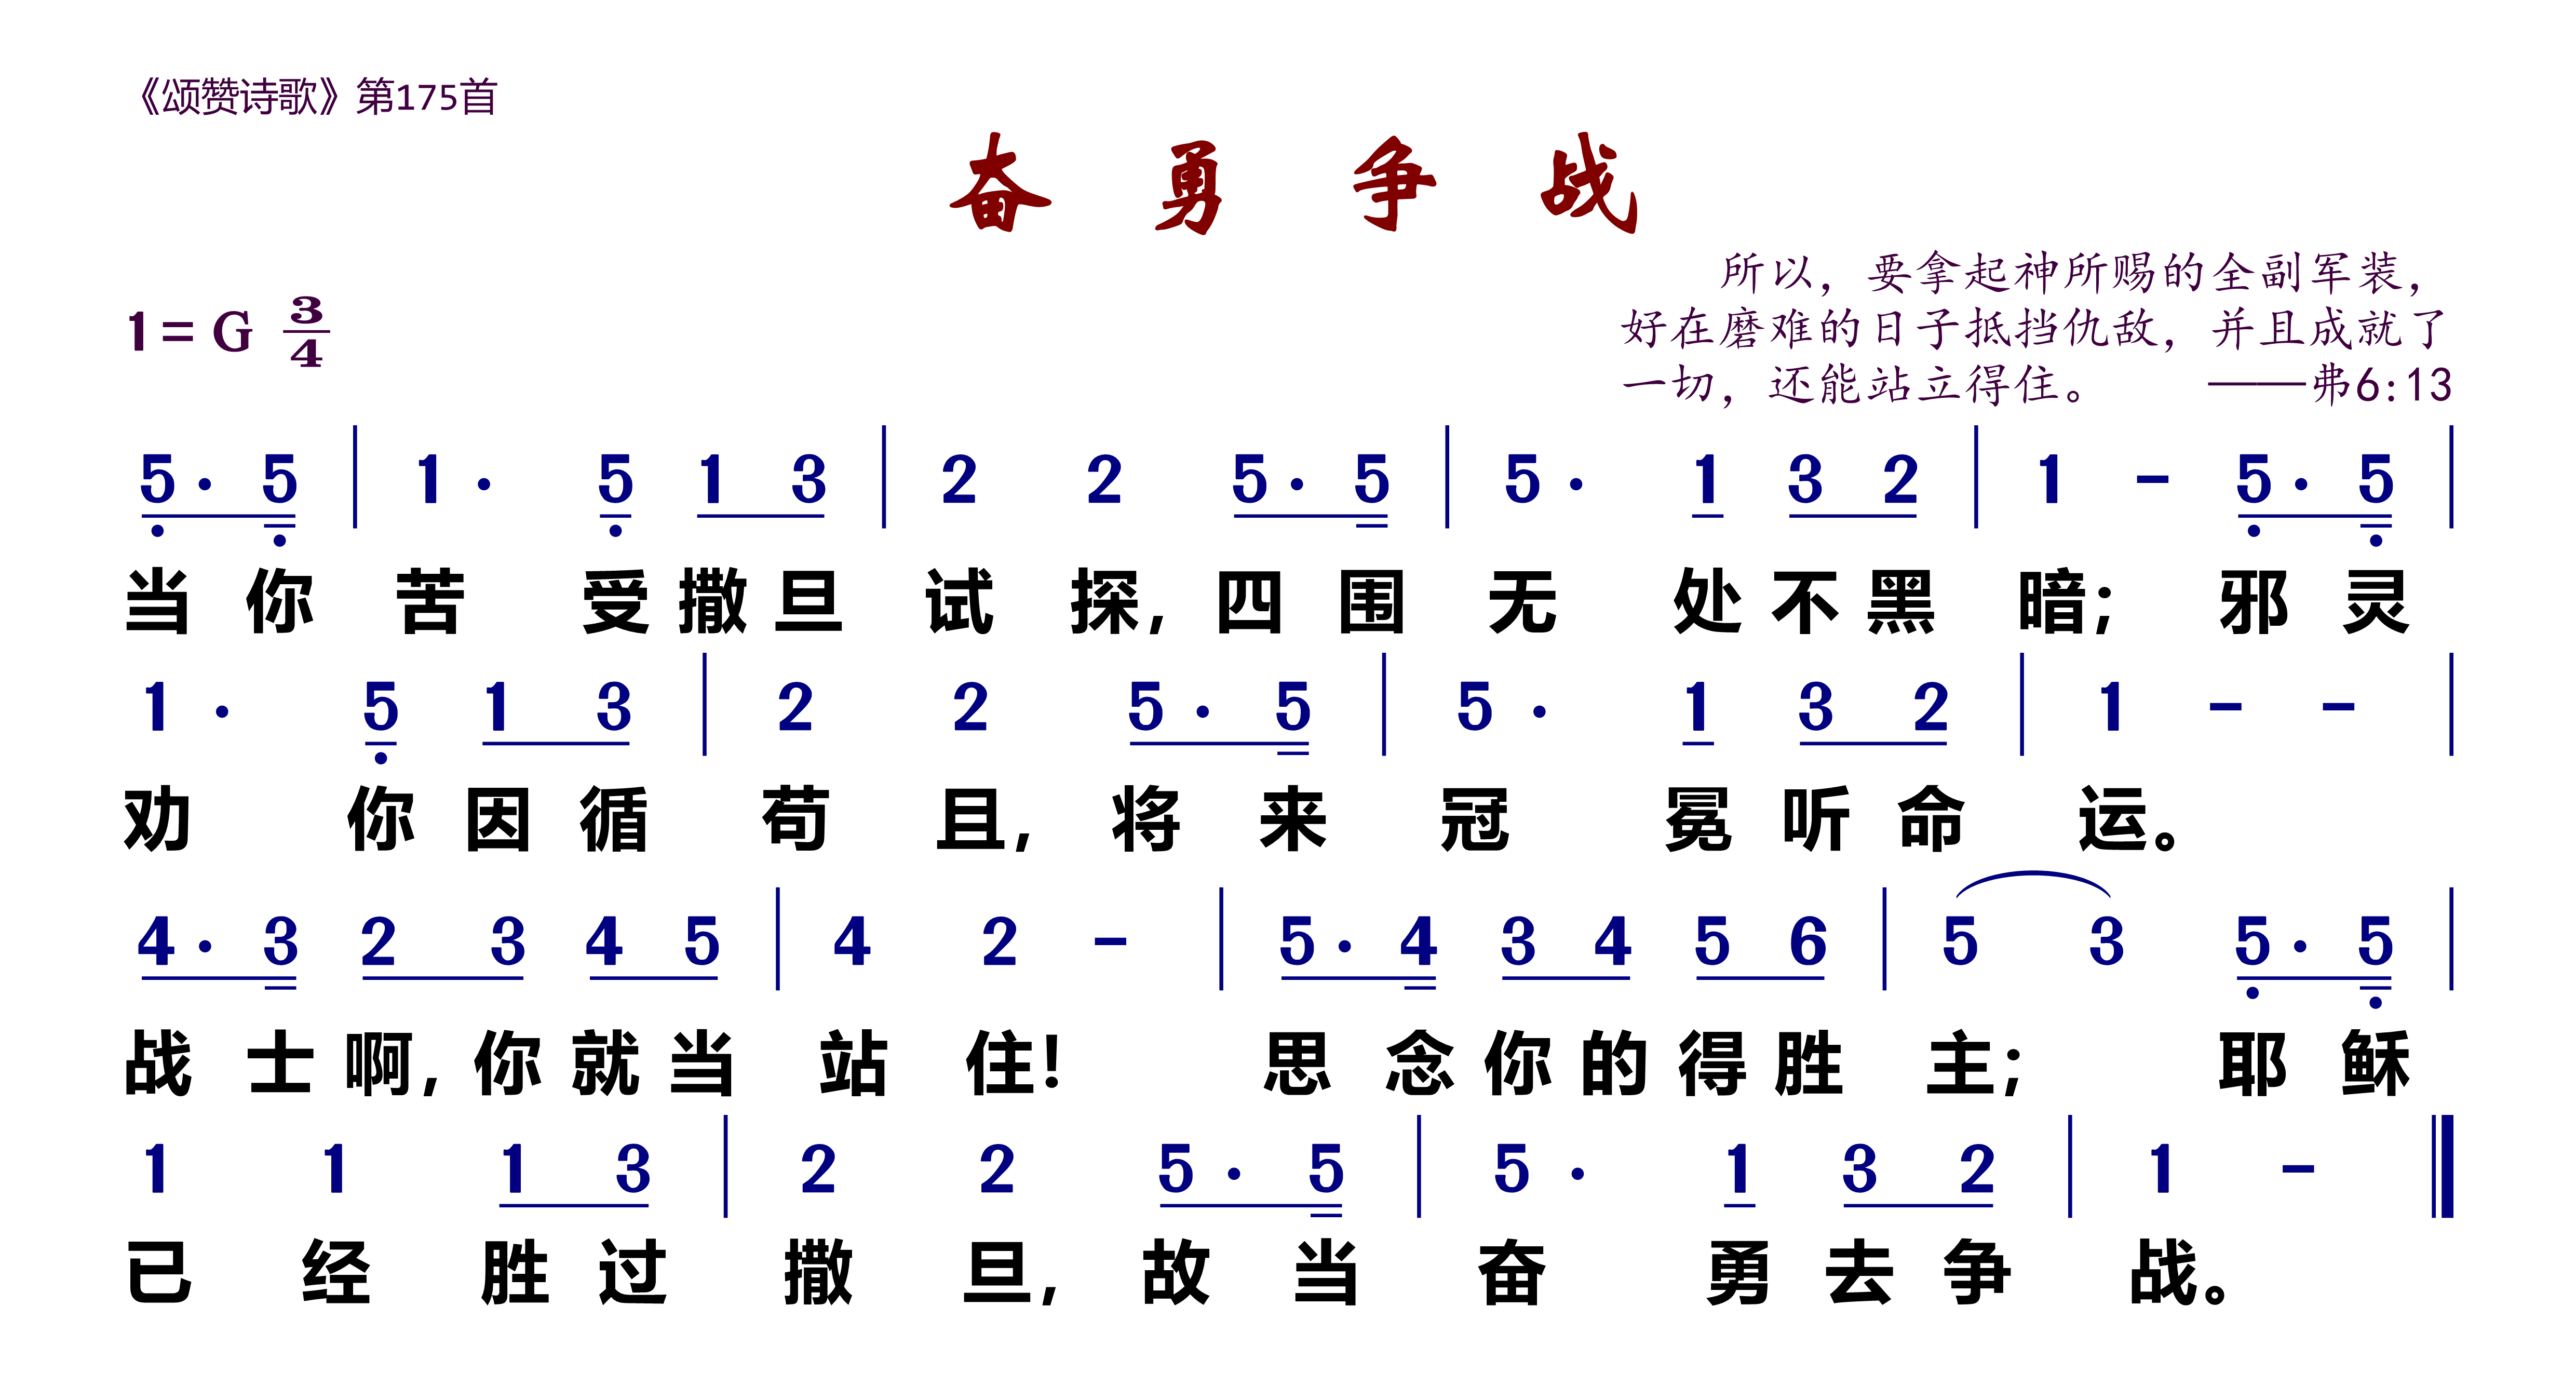 《颂赞诗歌》第175首
奋勇争战
所以，要拿起神所赐的全副军装，
好在磨难的日子抵挡仇敌，并且成就了
一切，还能站立得住。 ——弗6:13
1=G 3/4
5· 5 | 1· 5 1 3 | 2 2 5· 5 | 5· 1 3 2 | 1 - 5· 5 |
当你苦受撒旦试探，四围无处不黑暗；邪灵
1· 5 1 3 | 2 2 5· 5 | 5· 1 3 2 | 1 - - |
劝你因循苟且，将来冠冕听命运。
4· 3 2 3 4 5 | 4 2 - | 5· 4 3 4 5 6 | 5 3 5· 5 |
战士啊，你就当站住！思念你的得胜主；耶稣
1 1 1 3 | 2 2 5· 5 | 5· 1 3 2 | 1 - ‖
已经胜过撒旦，故当奋勇去争战。